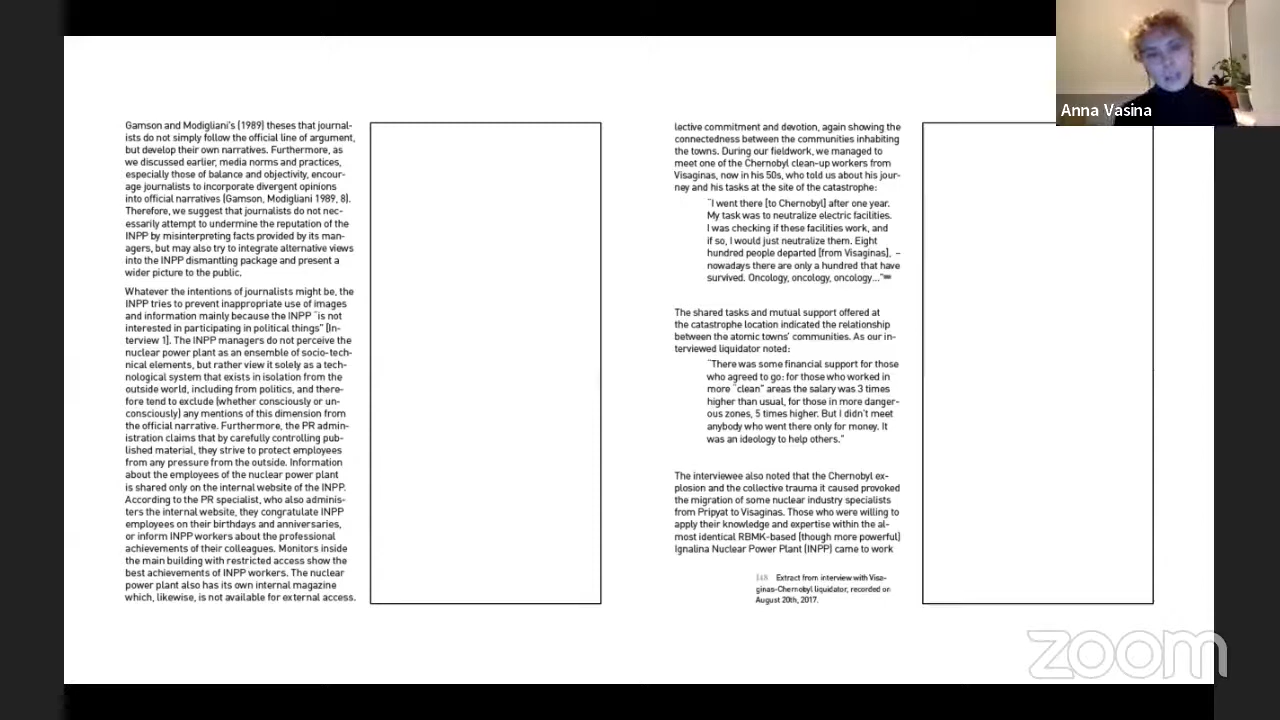 Gamson and Modigliani's (1989) theses that journal-
ists do not simply follow the official line of argument,
but develop their own narratives. Furthermore, as
we discussed earlier, media norms and practices,
especially those of balance and objectivity, encour-
age journalists to incorporate divergent opinions
into official narratives (Gamson, Modigliani 1989, 8).
Therefore, we suggest that journalists do not nec-
essarily attempt to undermine the reputation of the
INPP by misinterpreting facts provided by its man-
agers, but may also try to integrate alternative views
into the INPP dismantling package and present a
wider picture to the public.
Whatever the intentions of journalists might be, the
INPP tries to prevent inappropriate use of images
and information mainly because the INPP "is not
interested in participating in political things" [In-
terview 1]. The INPP managers do not perceive the
nuclear power plant as an ensemble of socio-tech-
nical elements, but rather view it solely as a tech-
nological system that exists in isolation from the
outside world, including from politics, and there-
fore tend to exclude (whether consciously or un-
consciously) any mentions of this dimension from
the official narrative. Furthermore, the PR admin-
istration claims that by carefully controlling pub-
lished material, they strive to protect employees
from any pressure from the outside. Information
about the employees of the nuclear power plant
is shared only on the internal website of the INPP.
According to the PR specialist, who also adminis-
ters the internal website, they congratulate INPP
employees on their birthdays and anniversaries,
or inform INPP workers about the professional
achievements of their colleagues. Monitors inside
the main building with restricted access show the
best achievements of INPP workers. The nuclear
power plant also has its own internal magazine
which, likewise, is not available for external access.
lective commitment and devotion, again showing the
connectedness between the communities inhabiting
the towns. During our fieldwork, we managed to
meet one of the Chernobyl clean-up workers from
Visaginas, now in his 50s, who told us about his jour-
ney and his tasks at the site of the catastrophe:
"I went there [to Chernobyl] after one year.
My task was to neutralize electric facilities.
I was checking if these facilities work, and
if so, I would just neutralize them. Eight
hundred people departed [from Visaginas], –
nowadays there are only a hundred that have
survived. Oncology, oncology, oncology..."
The shared tasks and mutual support offered at
the catastrophe location indicated the relationship
between the atomic towns' communities. As our in-
terviewed liquidator noted:
"There was some financial support for those
who agreed to go: for those who worked in
more "clean" areas the salary was 3 times
higher than usual, for those in more danger-
ous zones, 5 times higher. But I didn't meet
anybody who went there only for money. It
was an ideology to help others."
The interviewee also noted that the Chernobyl ex-
plosion and the collective trauma it caused provoked
the migration of some nuclear industry specialists
from Pripyat to Visaginas. Those who were willing to
apply their knowledge and expertise within the al-
most identical RBMK-based (though more powerful)
Ignalina Nuclear Power Plant (INPP) came to work
Extract from interview with Visa-
ginas-Chernobyl liquidator, recorded on
August 20th, 2017.
Anna Vasina
zoom